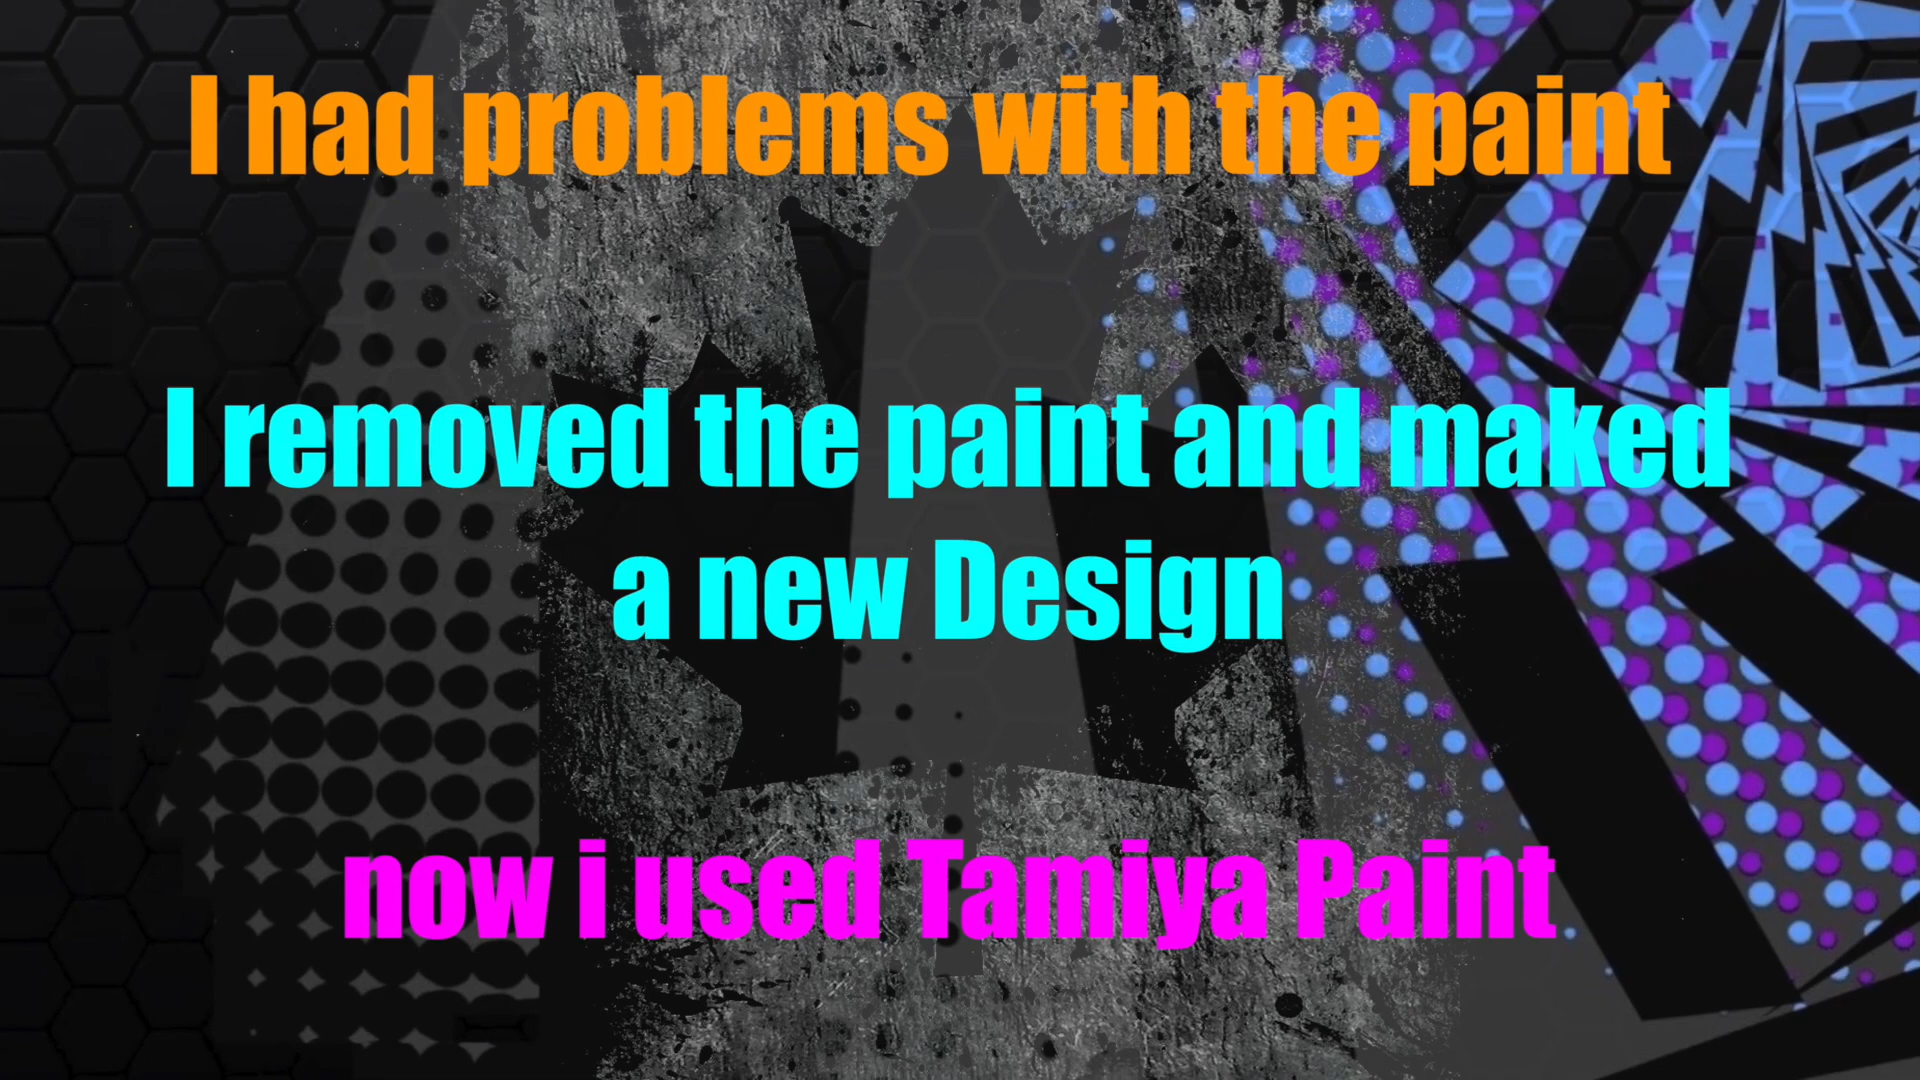 I had problems with the paint
I removed the paint and maked
a new Design
now i used Tamiya Paint